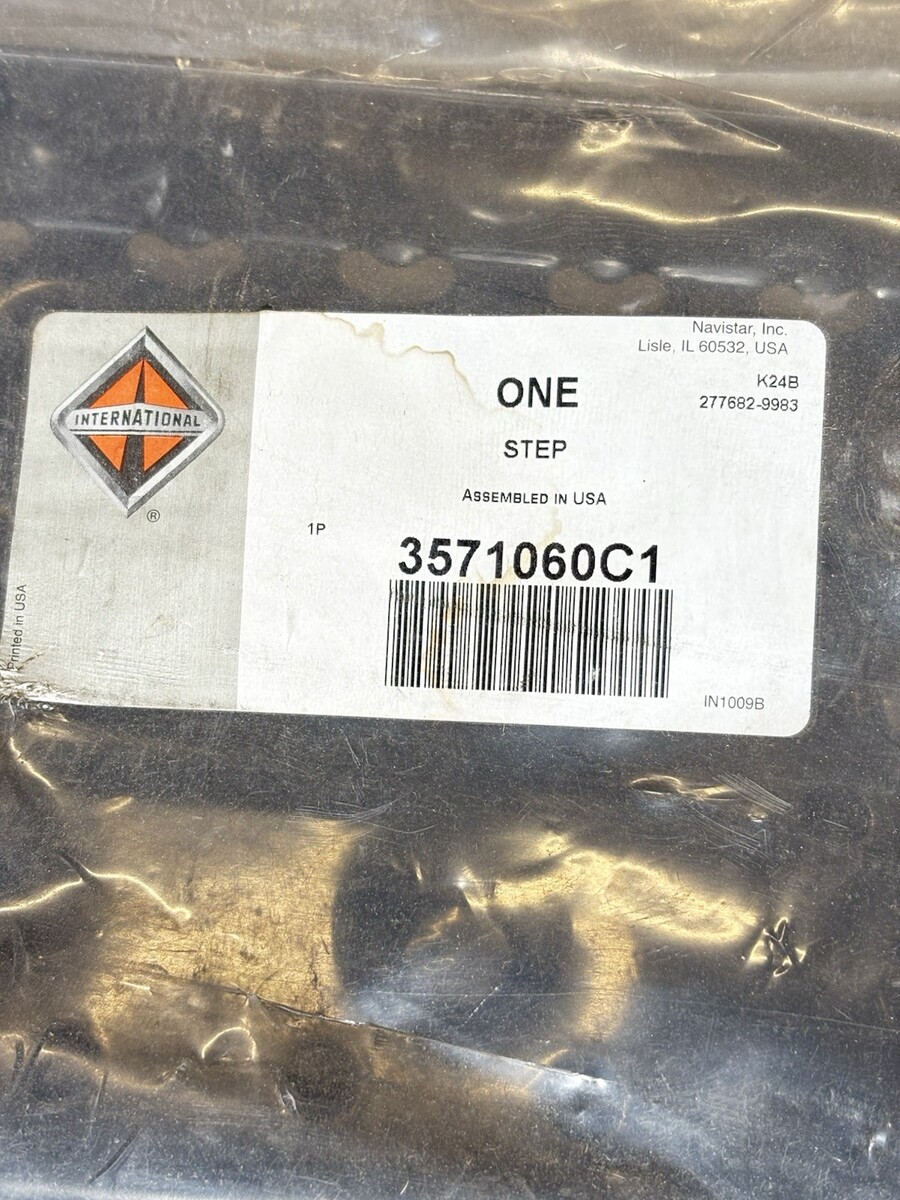 Navistar, Inc.
Lisle, IL 60532, USA
K24B
277682-9983
INTERNATIONAL
®
ONE
STEP
ASSEMBLED IN USA
1P
3571060C1
IN1009B
Printed in USA